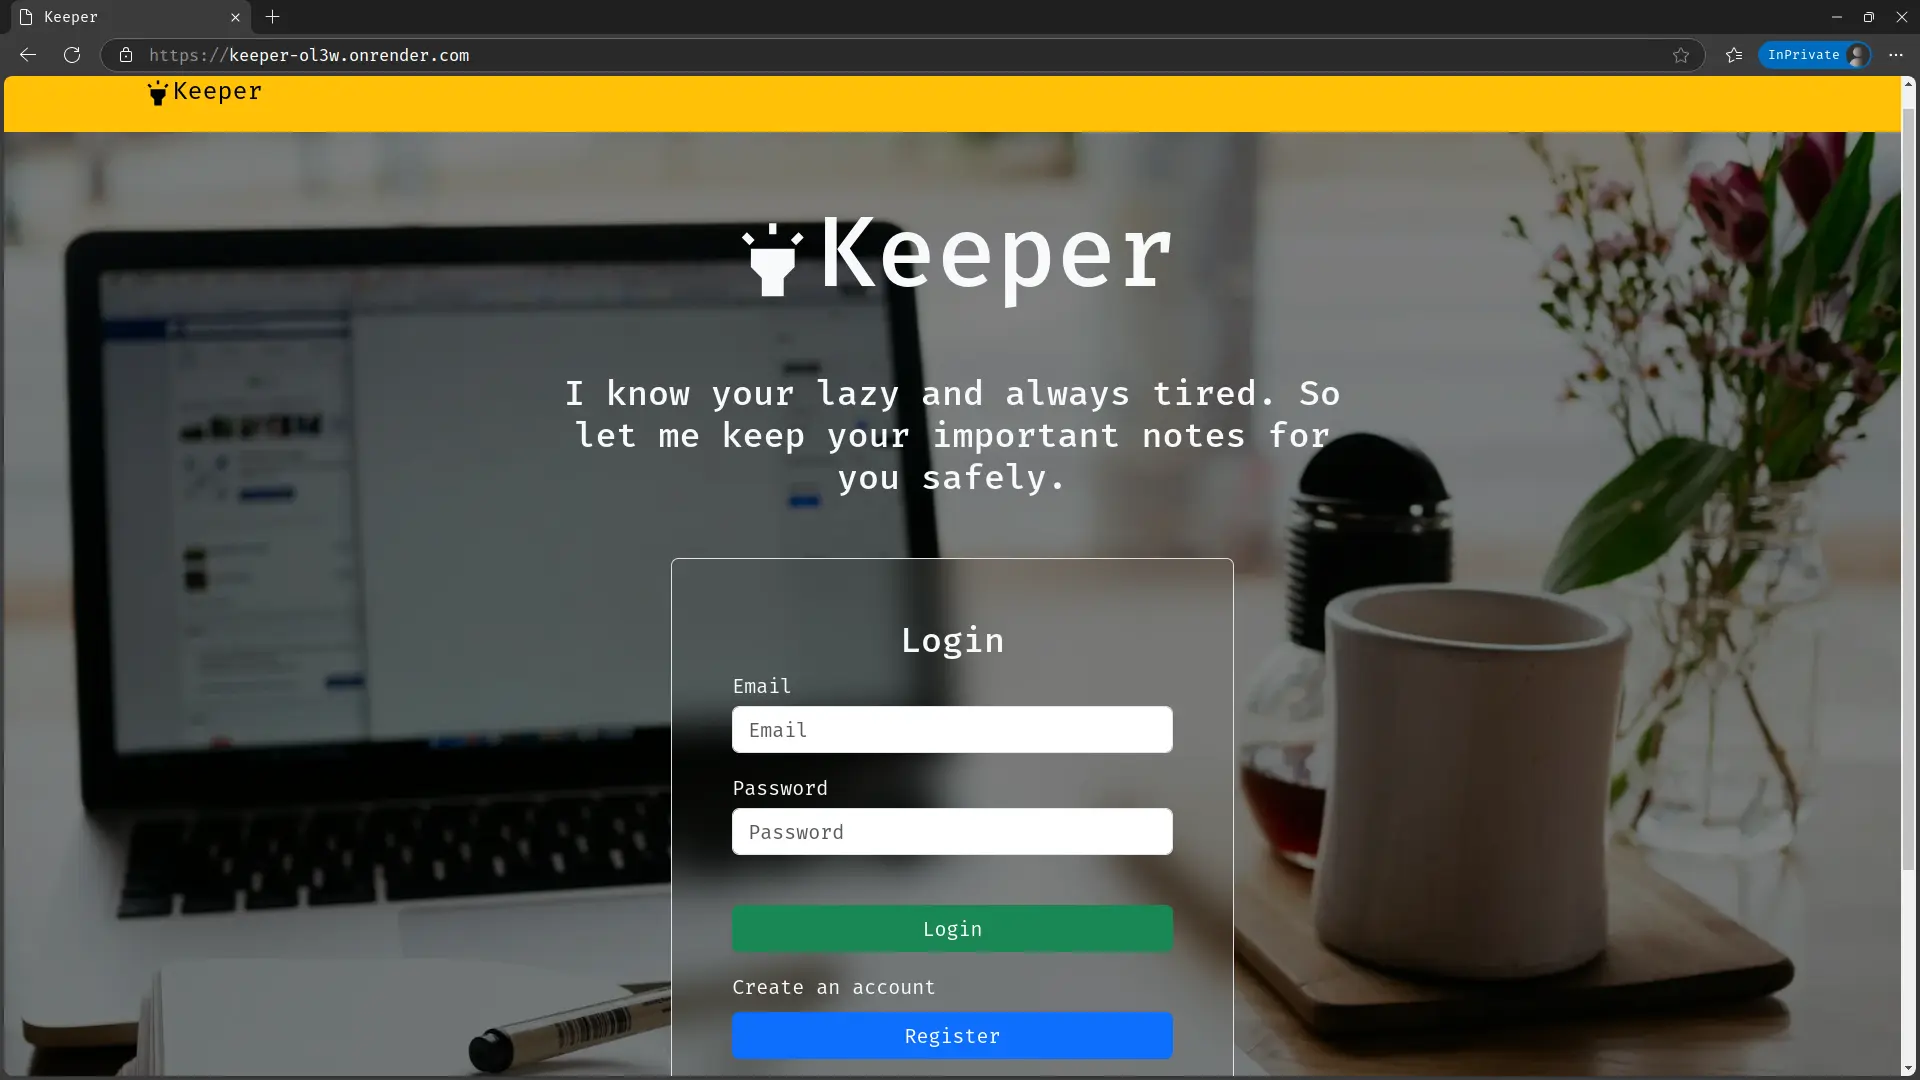 Keeper
https://keeper-ol3w.onrender.com
InPrivate
Keeper
Keeper
I know your lazy and always tired. So
let me keep your important notes for
you safely.
Login
Email
Email
Password
Password
Login
Create an account
Register